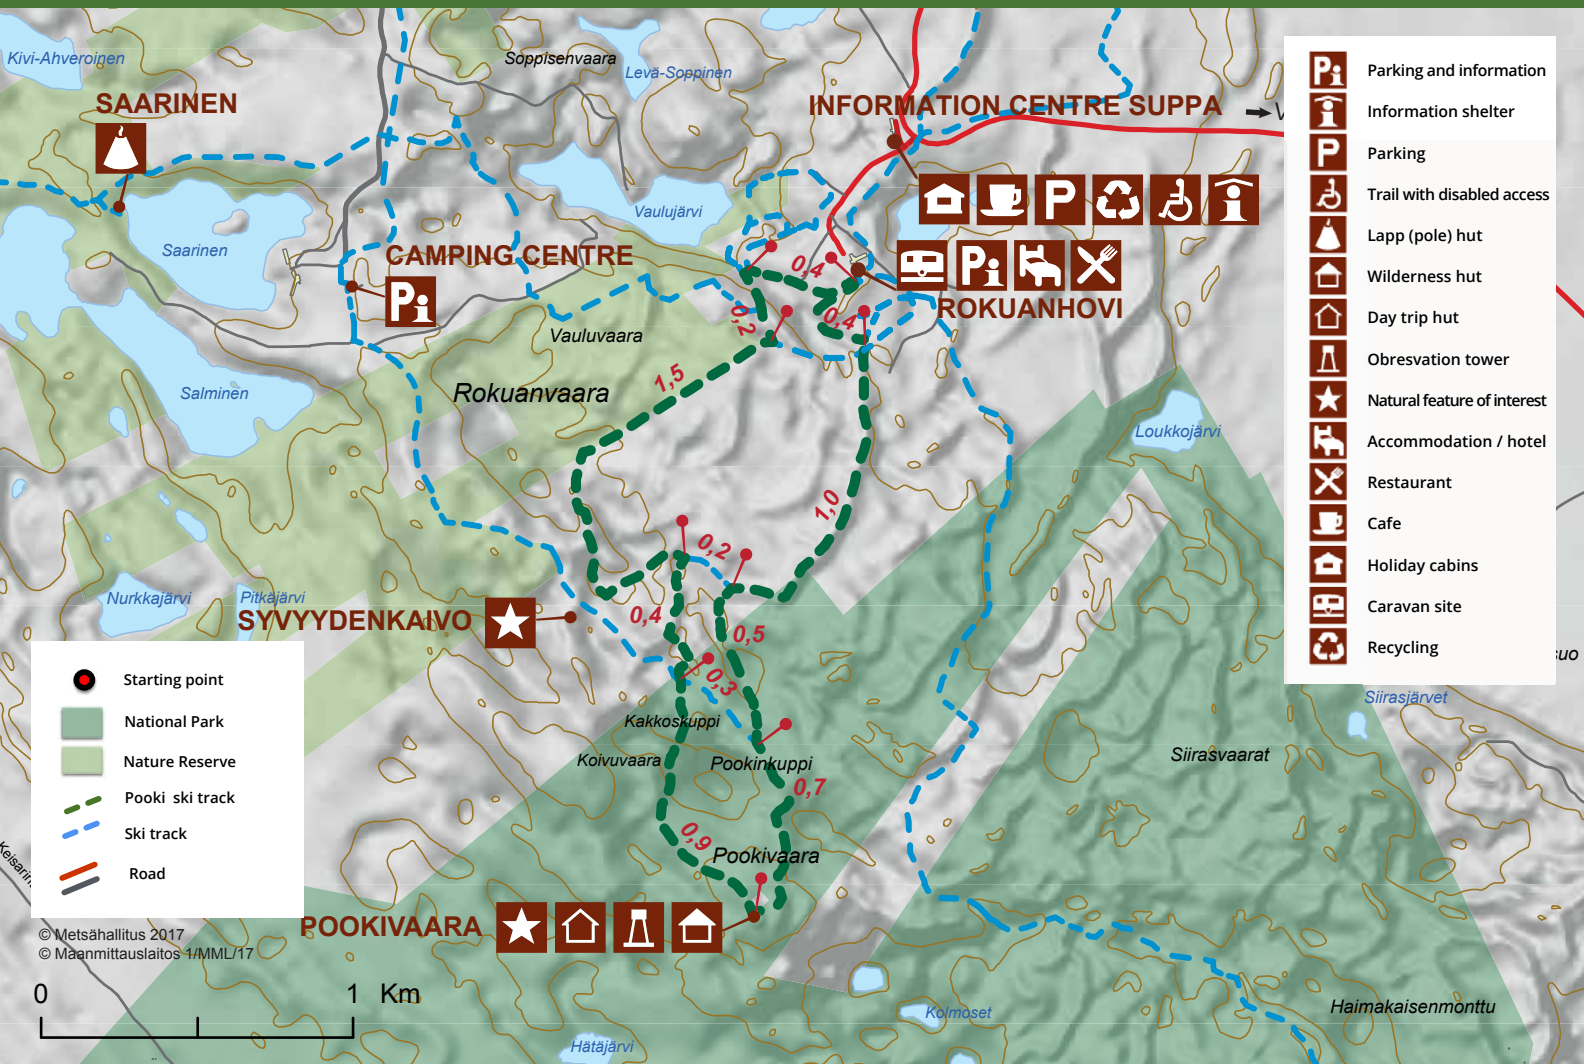 Kivi-Ahveroinen
Soppisenvaara
Levä-Soppinen
SAARINEN
INFORMATION CENTRE SUPPA
Vaulujärvi
Saarinen
CAMPING CENTRE
Pi
P
Pi
ROKUANHOVI
0,4
0,2
0,4
Vauluvaara
1,5
Rokuanvaara
Salminen
Loukkojärvi
1,0
0,2
Nurkkajärvi
Pitkäjärvi
SYVYYDENKAIVO
0,4
0,5
0,3
Kakkoskuppi
Koivuvaara
Pookinkuppi
0,7
Siirasjärvet
Siirasvaarat
0,9
Pookivaara
POOKIVAARA
Haimakaisenmonttu
Kolmoset
Hätäjärvi
Keisarin
suo
Pi Parking and information
Information shelter
P Parking
Trail with disabled access
Lapp (pole) hut
Wilderness hut
Day trip hut
Obresvation tower
Natural feature of interest
Accommodation / hotel
Restaurant
Cafe
Holiday cabins
Caravan site
Recycling
Starting point
National Park
Nature Reserve
Pooki ski track
Ski track
Road
© Metsähallitus 2017
© Maanmittauslaitos 1/MML/17
0 1 Km